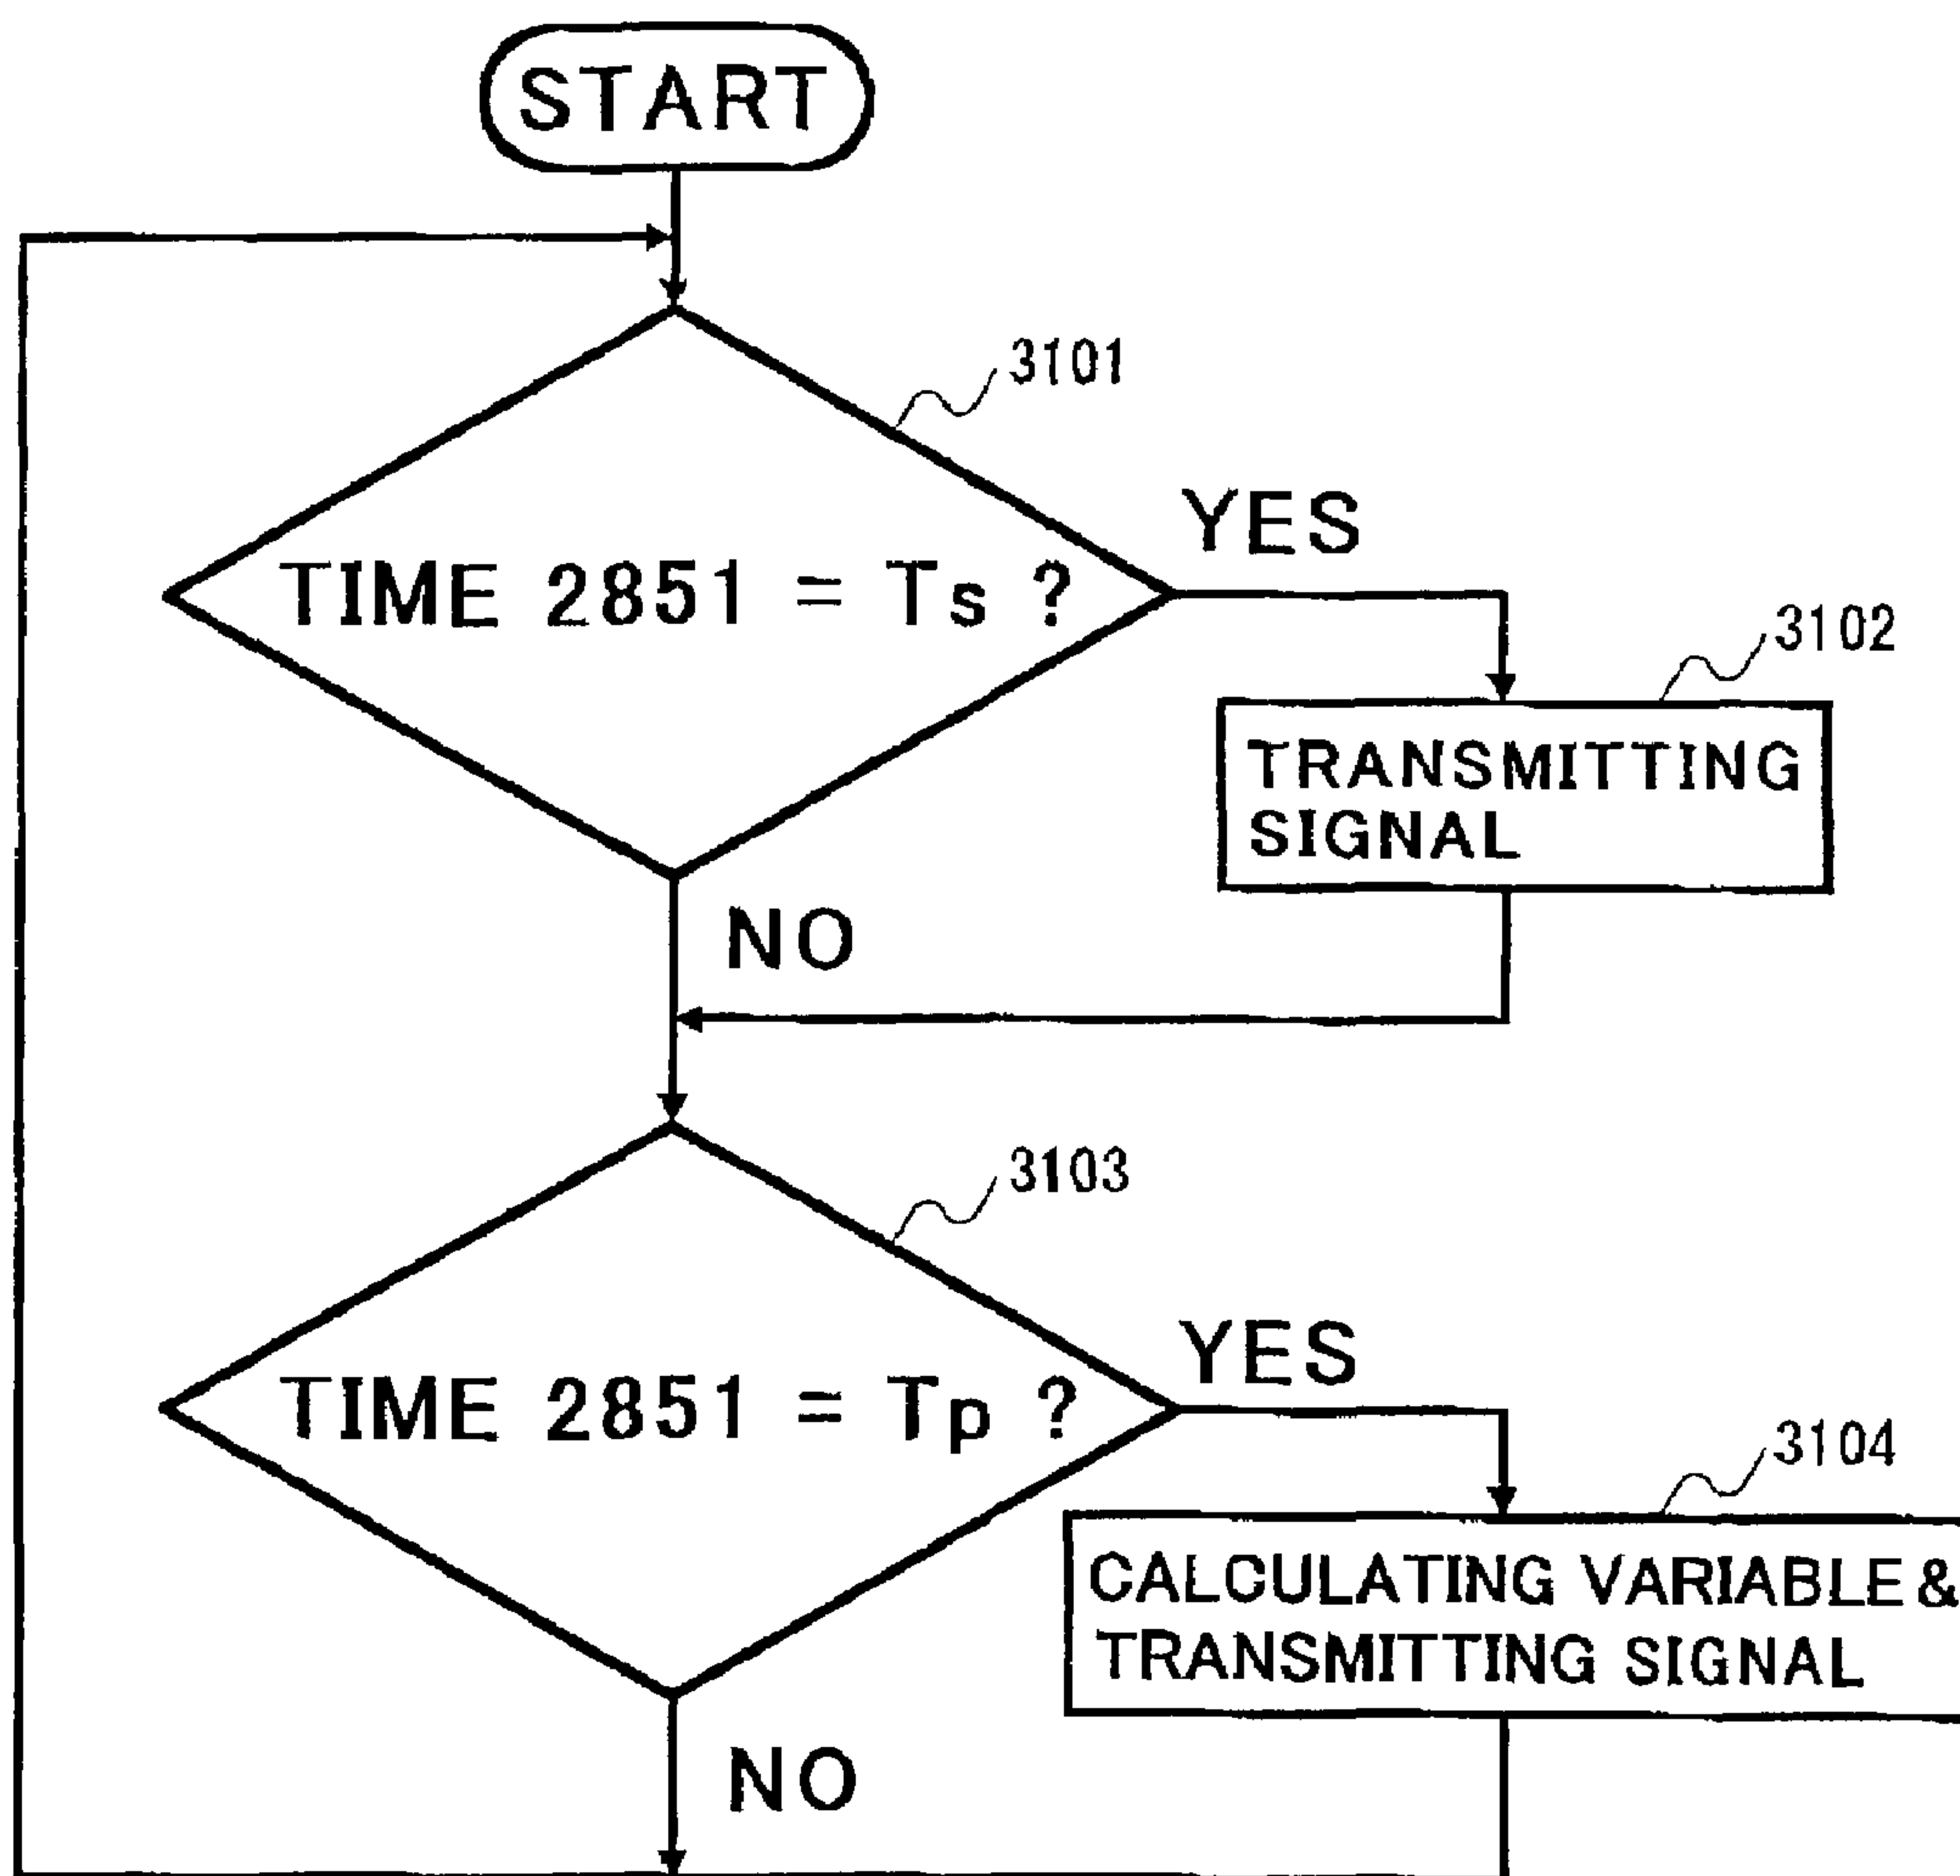 START
3101
TIME 2851 = Ts ?
YES
3102
TRANSMITTING
SIGNAL
NO
3103
TIME 2851 = Tp ?
YES
3104
CALCULATING VARIABLE &
TRANSMITTING SIGNAL
NO